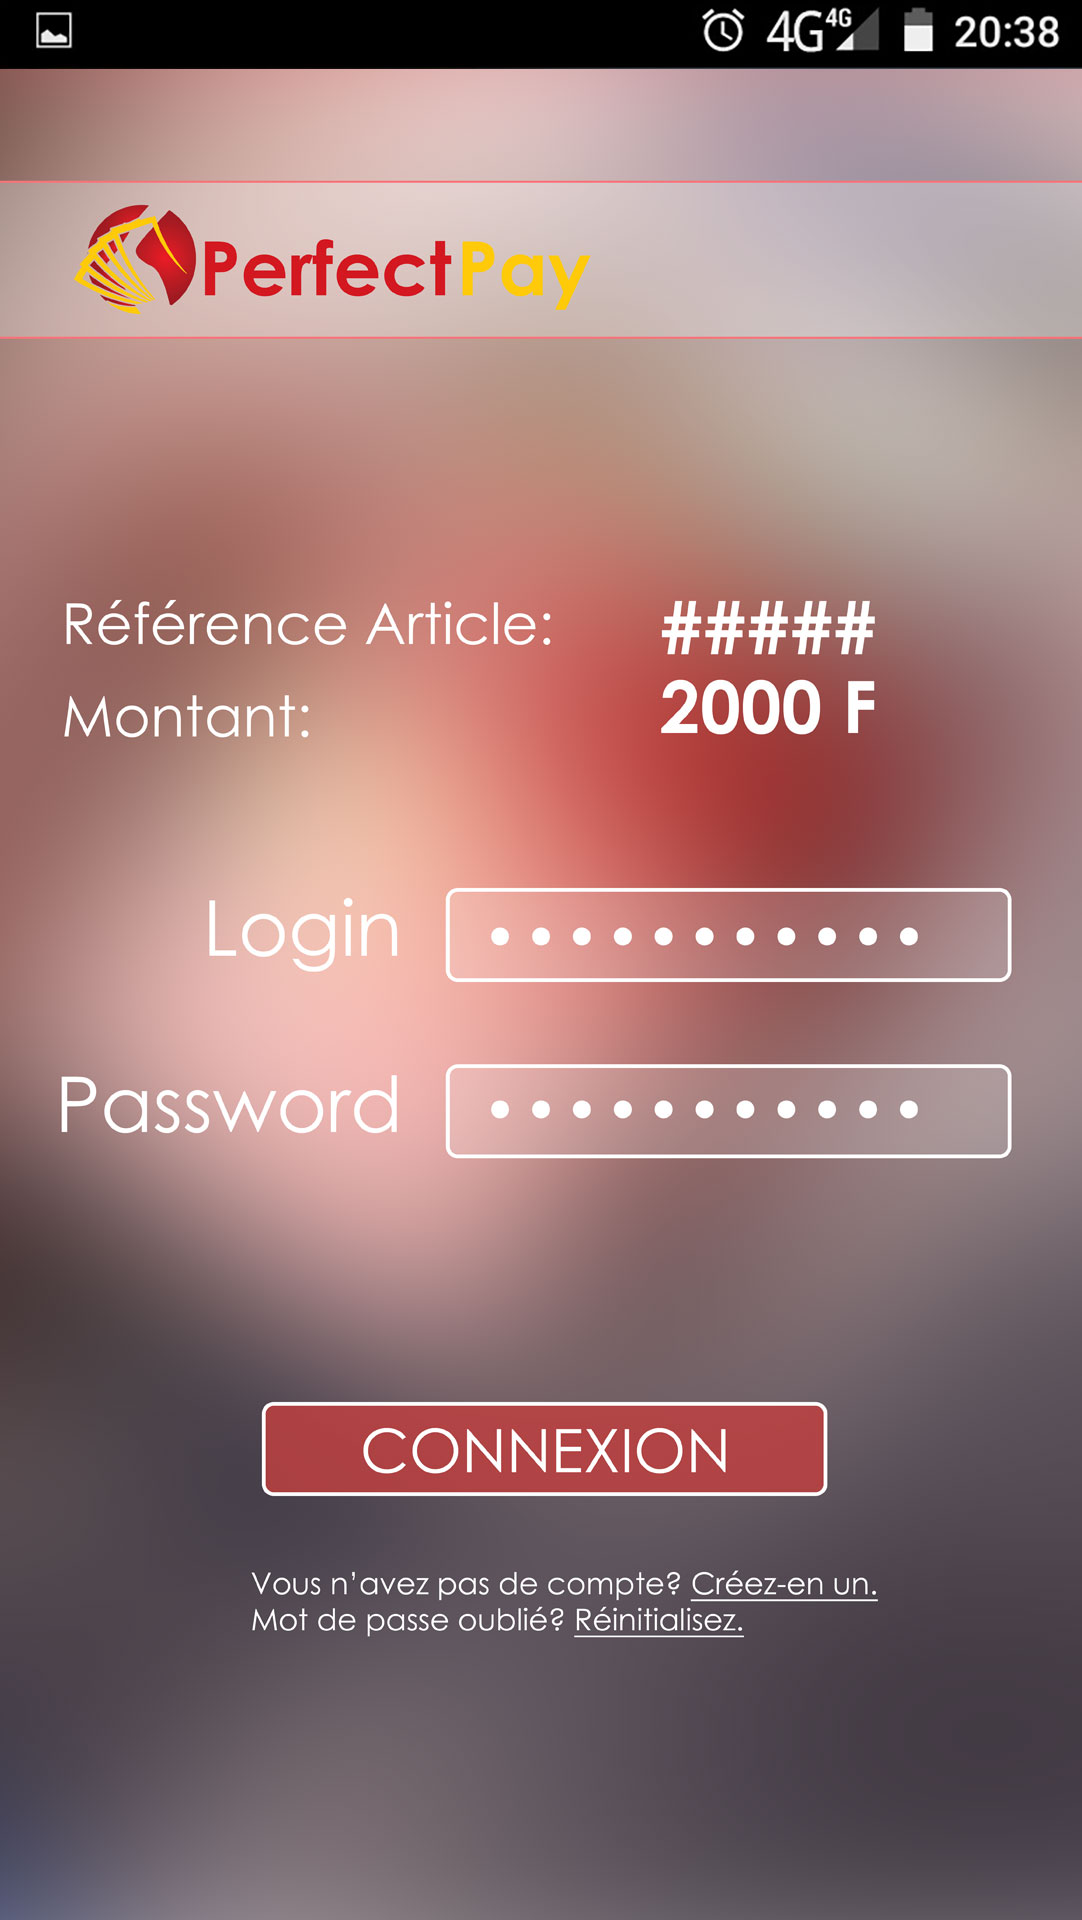 4G 4G 20:38
PerfectPay
Référence Article: #####
Montant: 2000 F
Login
Password
CONNEXION
Vous n’avez pas de compte? Créez-en un.
Mot de passe oublié? Réinitialisez.